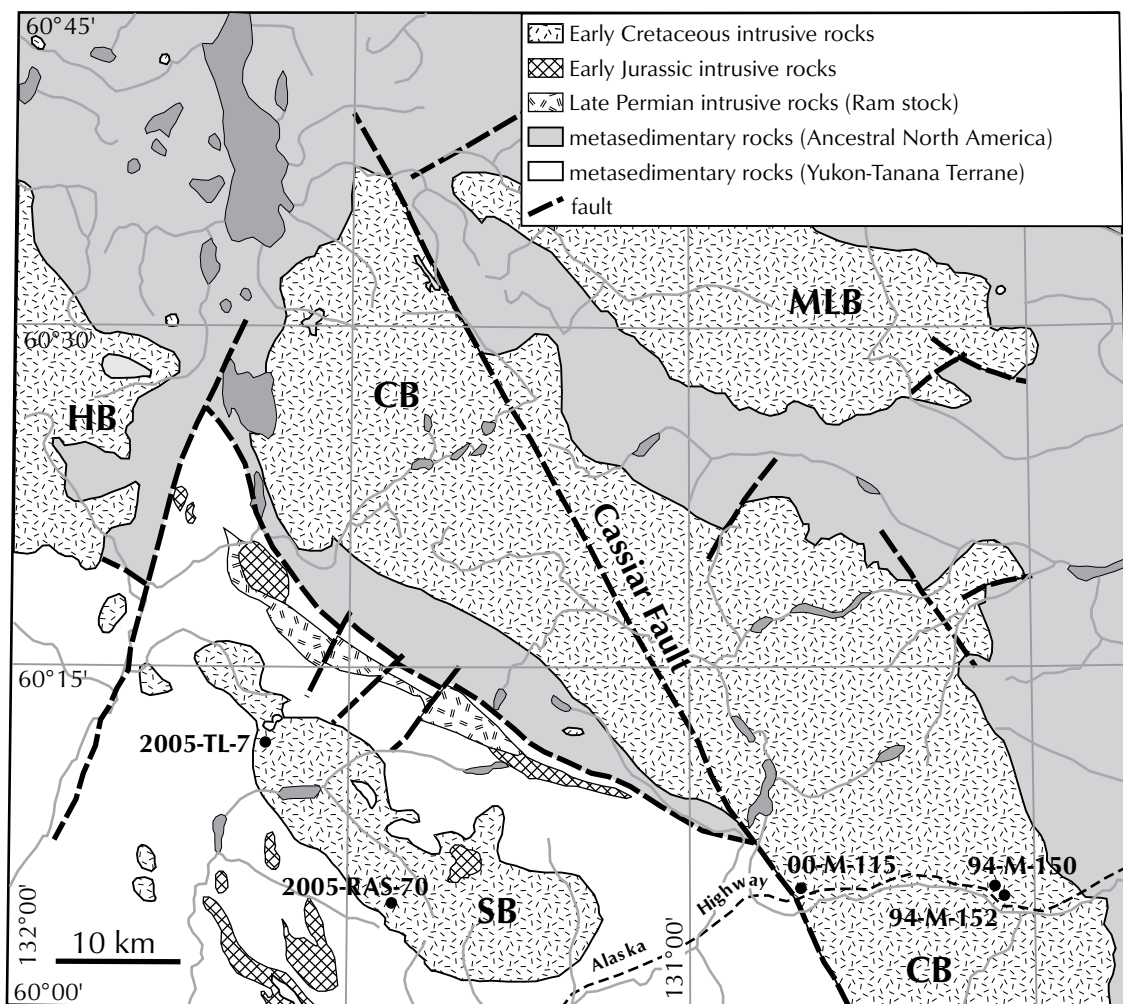 60°45'
Early Cretaceous intrusive rocks
Early Jurassic intrusive rocks
Late Permian intrusive rocks (Ram stock)
metasedimentary rocks (Ancestral North America)
metasedimentary rocks (Yukon-Tanana Terrane)
fault
MLB
60°30'
CB
HB
Cassiar Fault
60°15'
2005-TL-7
00-M-115
94-M-150
2005-RAS-70
Highway
SB
94-M-152
132°00'
10 km
Alaska
131°00'
CB
60°00'